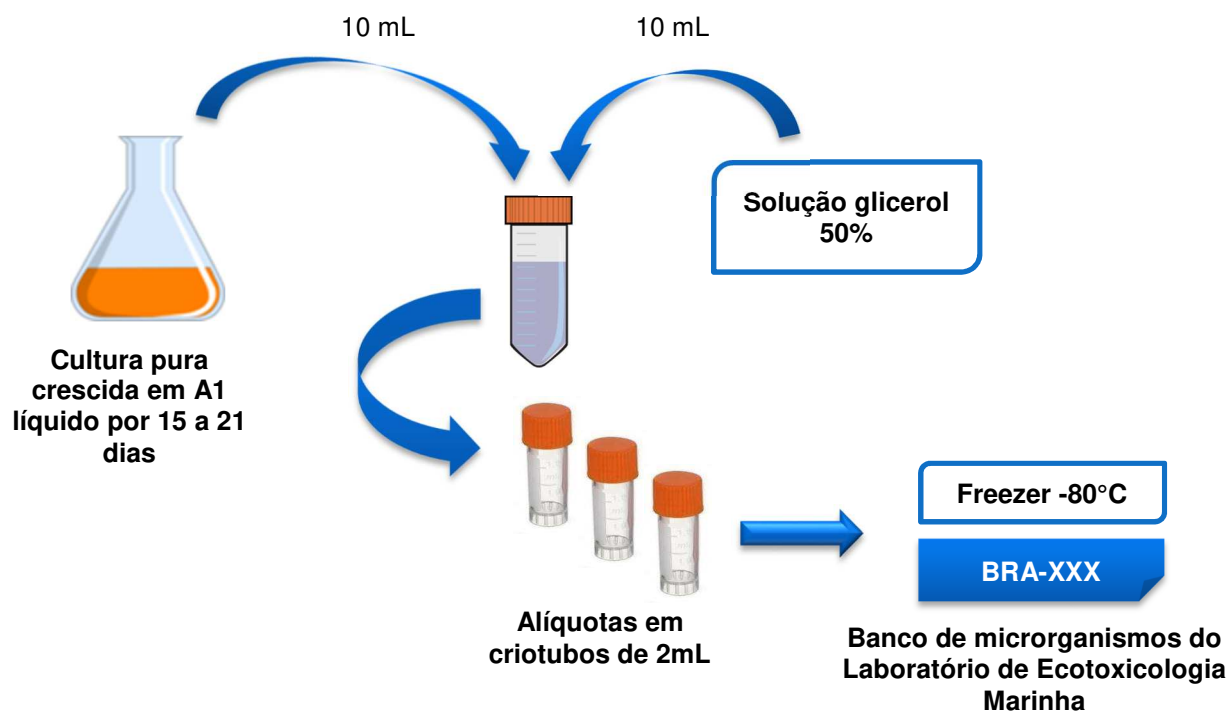 10 mL
10 mL
Solução glicerol
50%
Cultura pura
crescida em A1
líquido por 15 a 21
dias
Freezer -80°C
BRA-XXX
Alíquotas em
criotubos de 2mL
Banco de microrganismos do
Laboratório de Ecotoxicologia
Marinha